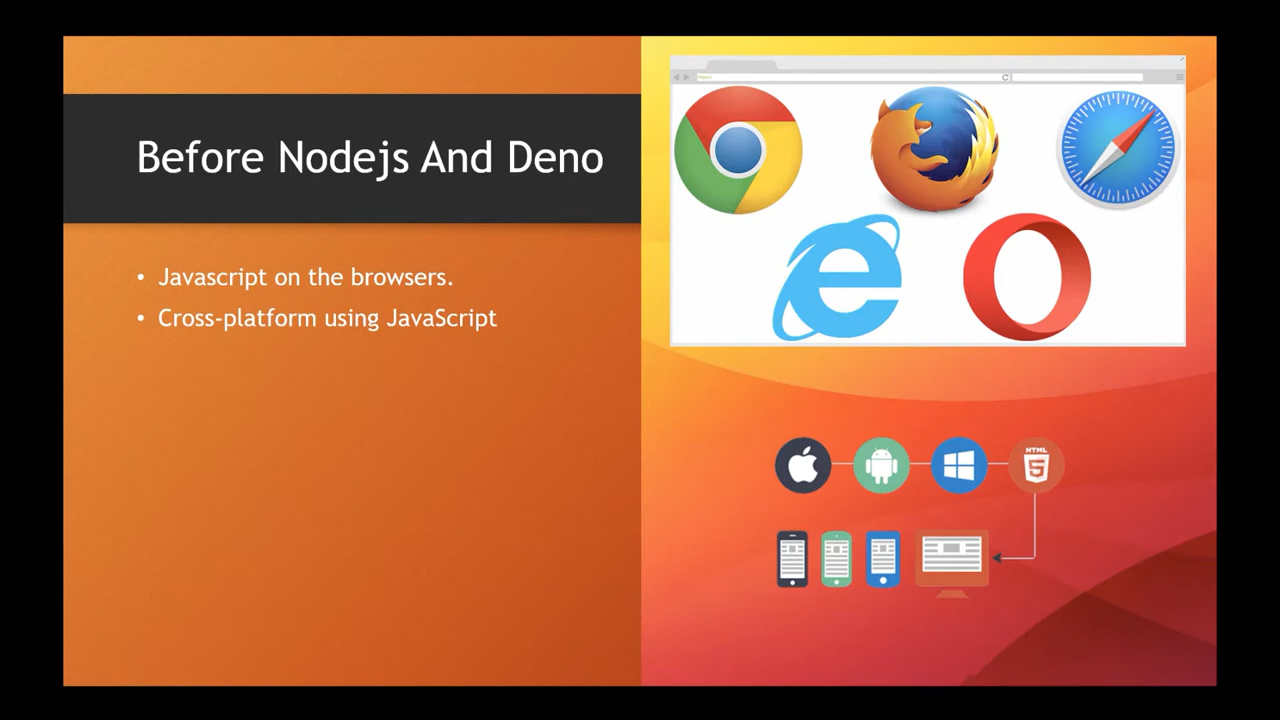 Before Nodejs And Deno
• Javascript on the browsers.
• Cross-platform using JavaScript
HTML
5